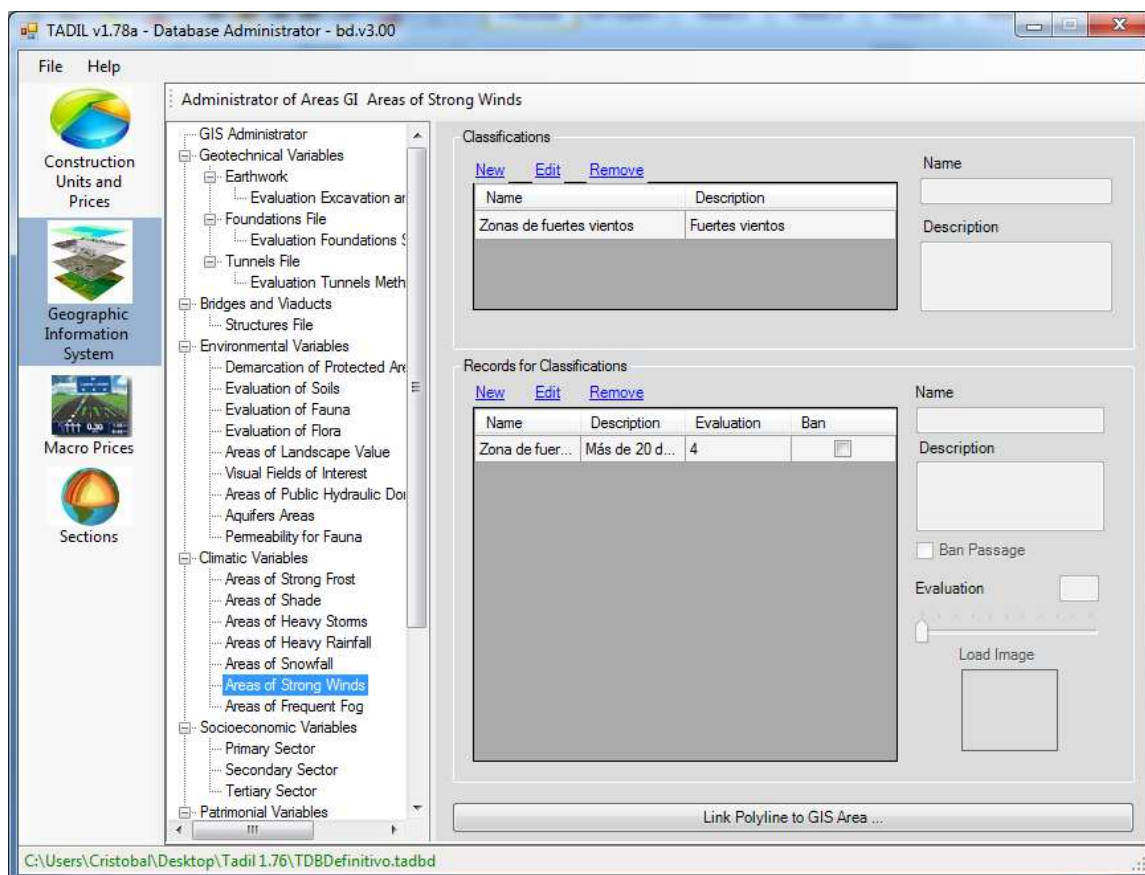 TADIL v1.78a - Database Administrator - bd.v3.00
File Help
Construction
Units and
Prices
Geographic
Information
System
Macro Prices
Sections
Administrator of Areas GI Areas of Strong Winds
GIS Administrator
Geotechnical Variables
Earthwork
Evaluation Excavation ar
Foundations File
Evaluation Foundations S
Tunnels File
Evaluation Tunnels Meth
Bridges and Viaducts
Structures File
Environmental Variables
Demarcation of Protected Are
Evaluation of Soils
Evaluation of Fauna
Evaluation of Flora
Areas of Landscape Value
Visual Fields of Interest
Areas of Public Hydraulic Dor
Aquifers Areas
Permeability for Fauna
Climatic Variables
Areas of Strong Frost
Areas of Shade
Areas of Heavy Storms
Areas of Heavy Rainfall
Areas of Snowfall
Areas of Strong Winds
Areas of Frequent Fog
Socioeconomic Variables
Primary Sector
Secondary Sector
Tertiary Sector
Patrimonial Variables
Classifications
New Edit Remove
Name Description
Zonas de fuertes vientos Fuertes vientos
Name
Description
Records for Classifications
New Edit Remove
Name Description Evaluation Ban
Zona de fuer... Más de 20 d... 4
Name
Description
Ban Passage
Evaluation
Load Image
Link Polyline to GIS Area ...
C:\Users\Cristobal\Desktop\Tadil 1.76\TDBDefinitivo.tadbd